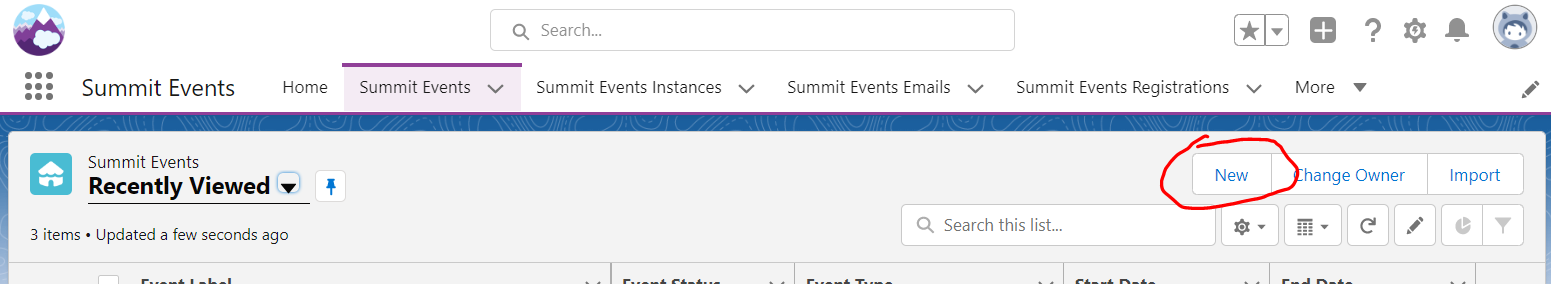 Search...
Summit Events Home Summit Events Summit Events Instances Summit Events Emails Summit Events Registrations More
Summit Events
Recently Viewed
New Change Owner Import
3 items • Updated a few seconds ago
Search this list...
Event Label Event Status Event Type Start Date End Date